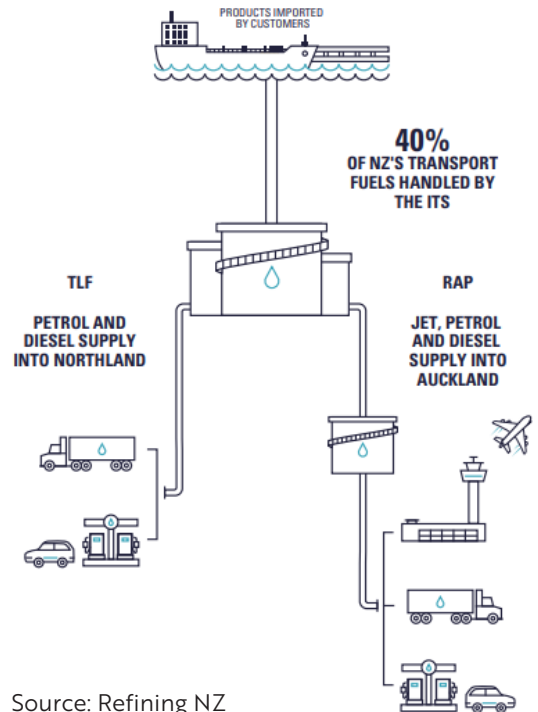 PRODUCTS IMPORTED
BY CUSTOMERS
40%
OF NZ'S TRANSPORT
FUELS HANDLED BY
THE ITS
TLF
PETROL AND
DIESEL SUPPLY
INTO NORTHLAND
RAP
JET, PETROL
AND DIESEL
SUPPLY INTO
AUCKLAND
Source: Refining NZ